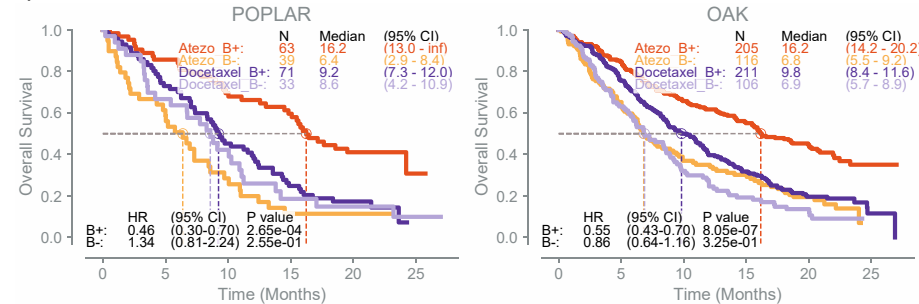 POPLAR
N Median (95% CI)
Atezo B+: 63 16.2 (13.0 - inf)
Atezo_B-: 39 6.4 (2.9 - 8.4)
Docetaxel_B+: 71 9.2 (7.3 - 12.0)
Docetaxel_B-: 33 8.6 (4.2 - 10.9)
1.0
0.8
0.6
0.4
0.2
0.0
Overall Survival
HR (95% CI) P value
B+: 0.46 (0.30-0.70) 2.65e-04
B-: 1.34 (0.81-2.24) 2.55e-01
0 5 10 15 20 25
Time (Months)
OAK
N Median (95% CI)
Atezo_B+: 205 16.2 (14.2 - 20.2)
Atezo B-: 116 6.8 (5.5 - 9.2)
Docetaxel_B+: 211 9.8 (8.4 - 11.6)
Docetaxel_B-: 106 6.9 (5.7 - 8.9)
1.0
0.8
0.6
0.4
0.2
0.0
Overall Survival
HR (95% CI) P value
B+: 0.55 (0.43-0.70) 8.05e-07
B-: 0.86 (0.64-1.16) 3.25e-01
0 5 10 15 20 25
Time (Months)